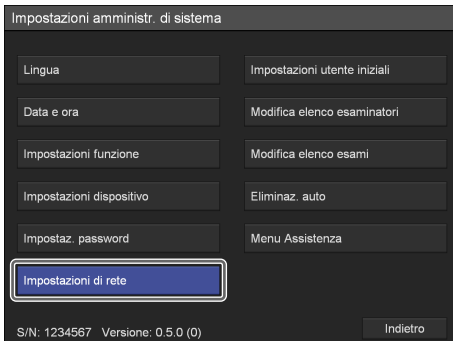 Impostazioni amministr. di sistema
Lingua
Impostazioni utente iniziali
Data e ora
Modifica elenco esaminatori
Impostazioni funzione
Modifica elenco esami
Impostazioni dispositivo
Eliminaz. auto
Impostaz. password
Menu Assistenza
Impostazioni di rete
S/N: 1234567 Versione: 0.5.0 (0)
Indietro